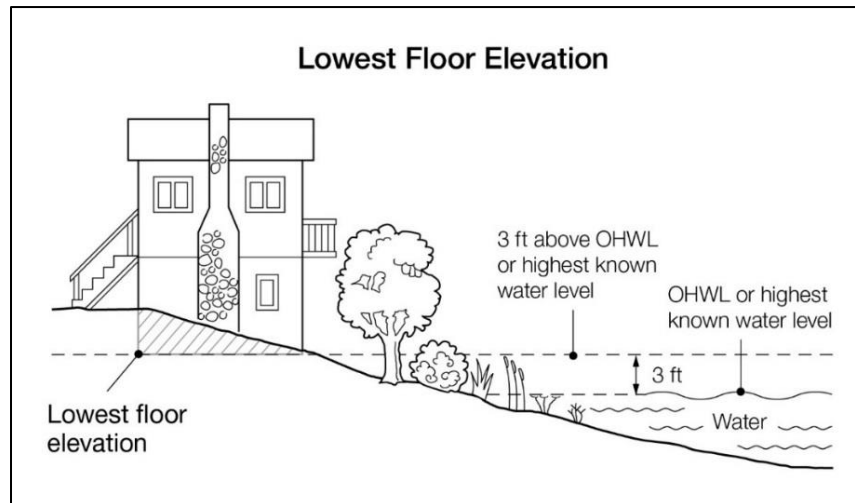 Lowest Floor Elevation
3 ft above OHWL
or highest known
water level
OHWL or highest
known water level
3 ft
Water
Lowest floor
elevation